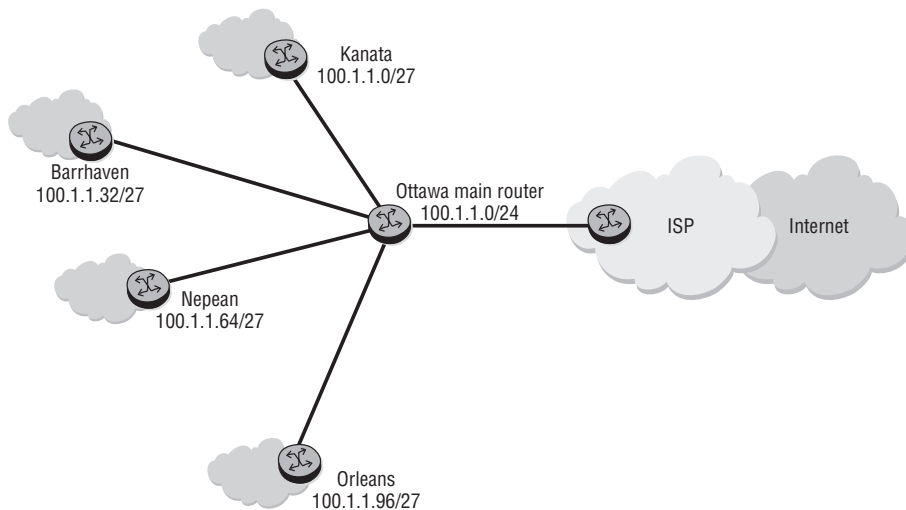 Kanata
100.1.1.0/27
Barrhaven
100.1.1.32/27
Ottawa main router
100.1.1.0/24
ISP
Internet
Nepean
100.1.1.64/27
Orleans
100.1.1.96/27